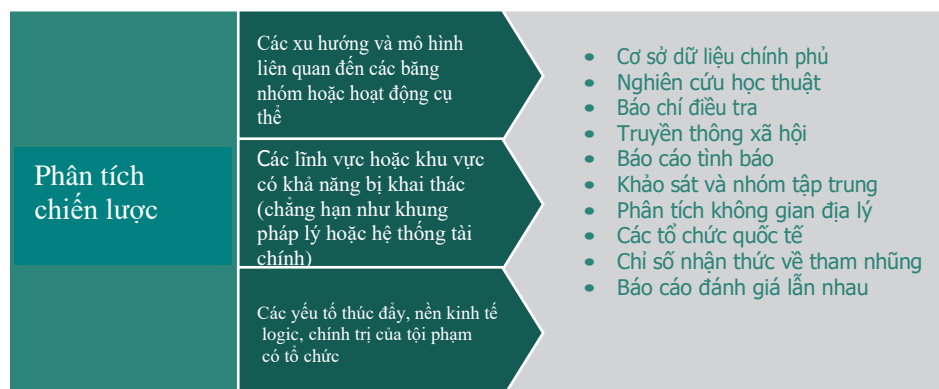 Phân tích
chiến lược
Các xu hướng và mô hình
liên quan đến các băng
nhóm hoặc hoạt động cụ
thể
Các lĩnh vực hoặc khu vực
có khả năng bị khai thác
(chẳng hạn như khung
pháp lý hoặc hệ thống tài
chính)
Các yếu tố thúc đẩy, nền kinh tế
logic, chính trị của tội phạm
có tổ chức
• Cơ sở dữ liệu chính phủ
• Nghiên cứu học thuật
• Báo chí điều tra
• Truyền thông xã hội
• Báo cáo tình báo
• Khảo sát và nhóm tập trung
• Phân tích không gian địa lý
• Các tổ chức quốc tế
• Chỉ số nhận thức về tham nhũng
• Báo cáo đánh giá lẫn nhau